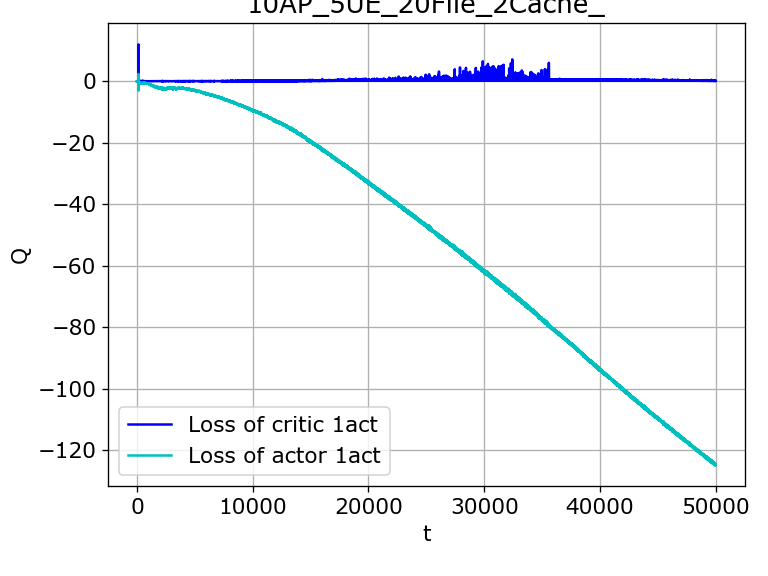 10AP_5UE_20File_2Cache_
0
−20
−40
−60
−80
−100
−120
Q
Loss of critic 1act
Loss of actor 1act
0 10000 20000 30000 40000 50000
t